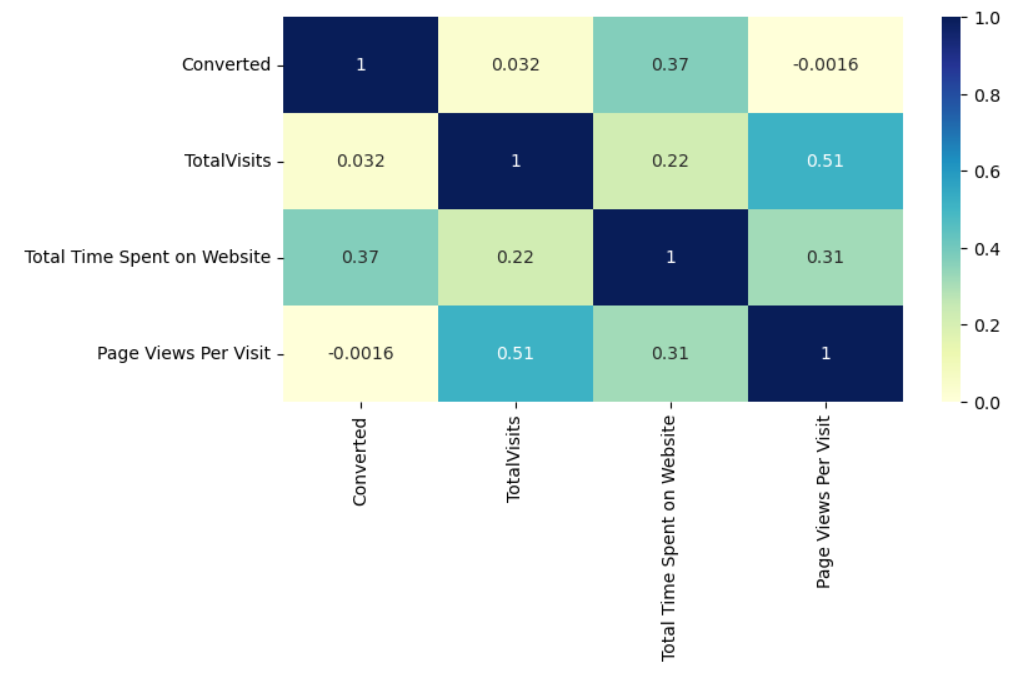 Converted 1 0.032 0.37 -0.0016
TotalVisits 0.032 1 0.22 0.51
Total Time Spent on Website 0.37 0.22 1 0.31
Page Views Per Visit -0.0016 0.51 0.31 1
Converted
TotalVisits
Total Time Spent on Website
Page Views Per Visit
1.0
0.8
0.6
0.4
0.2
0.0